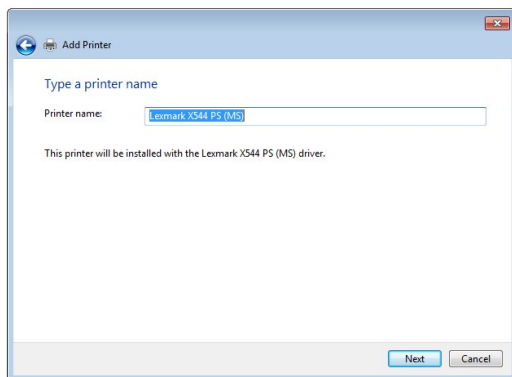 Add Printer
Type a printer name
Printer name: Lexmark X544 PS (MS)
This printer will be installed with the Lexmark X544 PS (MS) driver.
Next Cancel